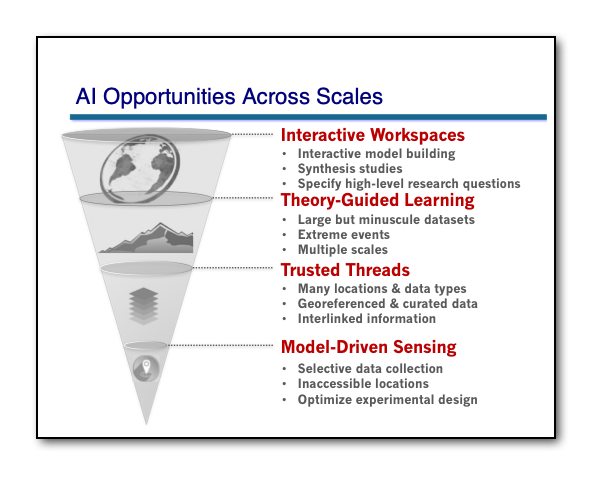 AI Opportunities Across Scales
Interactive Workspaces
• Interactive model building
• Synthesis studies
• Specify high-level research questions
Theory-Guided Learning
• Large but minuscule datasets
• Extreme events
• Multiple scales
Trusted Threads
• Many locations & data types
• Georeferenced & curated data
• Interlinked information
Model-Driven Sensing
• Selective data collection
• Inaccessible locations
• Optimize experimental design